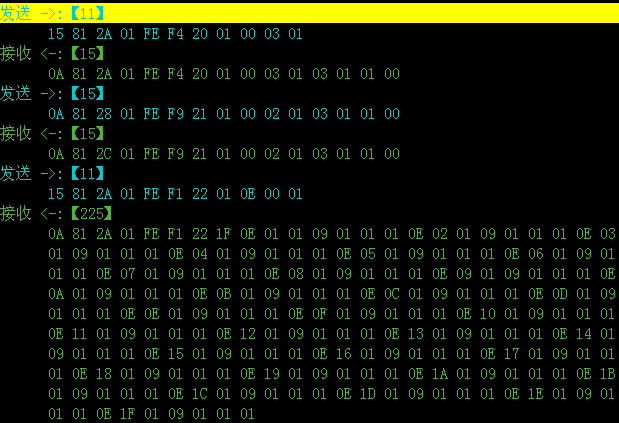 发送 ->:【11】
15 81 2A 01 FE F4 20 01 00 03 01
接收 <-:【15】
0A 81 2A 01 FE F4 20 01 00 03 01 03 01 01 00
发送 ->:【15】
0A 81 28 01 FE F9 21 01 00 02 01 03 01 01 00
接收 <-:【15】
0A 81 2C 01 FE F9 21 01 00 02 01 03 01 01 00
发送 ->:【11】
15 81 2A 01 FE F1 22 01 0E 00 01
接收 <-:【225】
0A 81 2A 01 FE F1 22 1F 0E 01 01 09 01 01 01 0E 02 01 09 01 01 01 0E 03
01 09 01 01 01 0E 04 01 09 01 01 01 0E 05 01 09 01 01 01 0E 06 01 09 01
01 01 0E 07 01 09 01 01 01 0E 08 01 09 01 01 01 0E 09 01 09 01 01 01 0E
0A 01 09 01 01 01 0E 0B 01 09 01 01 01 0E 0C 01 09 01 01 01 0E 0D 01 09
01 01 01 0E 0E 01 09 01 01 01 0E 0F 01 09 01 01 01 0E 10 01 09 01 01 01
0E 11 01 09 01 01 01 0E 12 01 09 01 01 01 0E 13 01 09 01 01 01 0E 14 01
09 01 01 01 0E 15 01 09 01 01 01 0E 16 01 09 01 01 01 0E 17 01 09 01 01
01 0E 18 01 09 01 01 01 0E 19 01 09 01 01 01 0E 1A 01 09 01 01 01 0E 1B
01 09 01 01 01 0E 1C 01 09 01 01 01 0E 1D 01 09 01 01 01 0E 1E 01 09 01
01 01 0E 1F 01 09 01 01 01